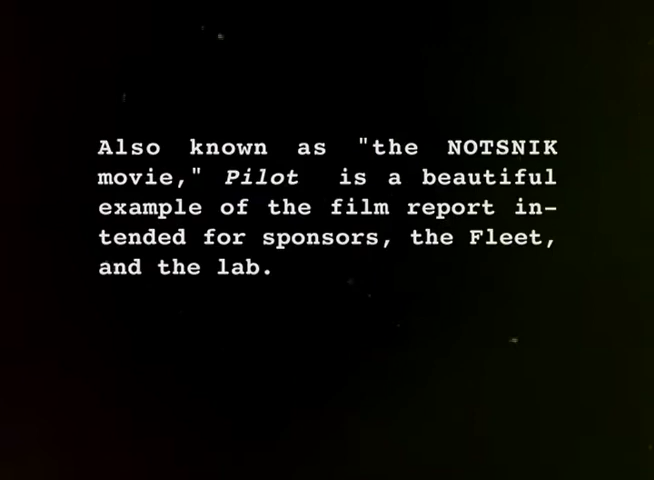 Also known as "the NOTSNIK
movie," Pilot is a beautiful
example of the film report in-
tended for sponsors, the Fleet,
and the lab.